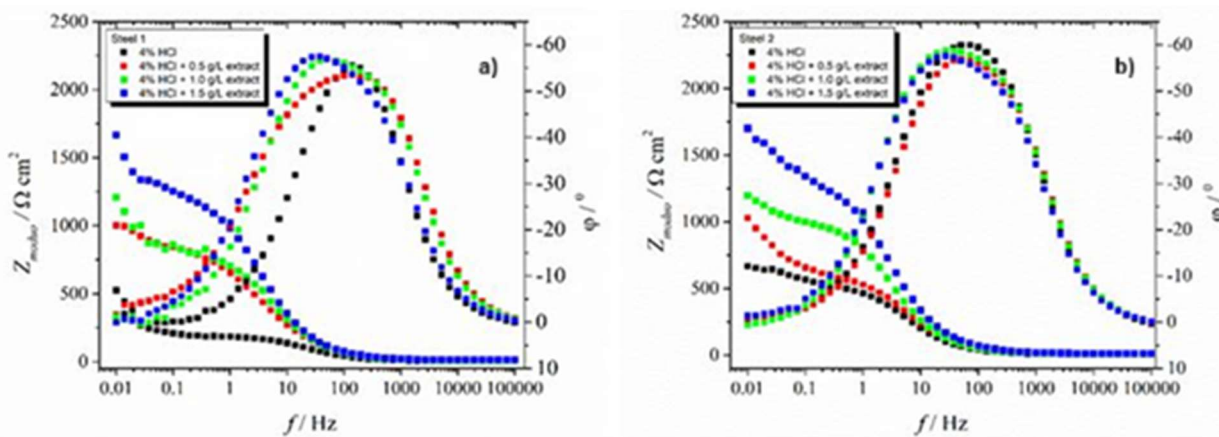 Steel 1
4% HCl
4% HCl + 0.5 g/L extract
4% HCl + 1.0 g/L extract
4% HCl + 1.5 g/L extract
a)
2500
2000
1500
1000
500
0
-60
-50
-40
-30
-20
-10
0
10
Z / Ω cm²
φ / °
0,01 0,1 1 10 100 1000 10000 100000
f / Hz
Steel 2
4% HCl
4% HCl + 0.5 g/L extract
4% HCl + 1.0 g/L extract
4% HCl + 1.5 g/L extract
b)
2500
2000
1500
1000
500
0
-60
-50
-40
-30
-20
-10
0
10
Z / Ω cm²
φ / °
0,01 0,1 1 10 100 1000 10000 100000
f / Hz